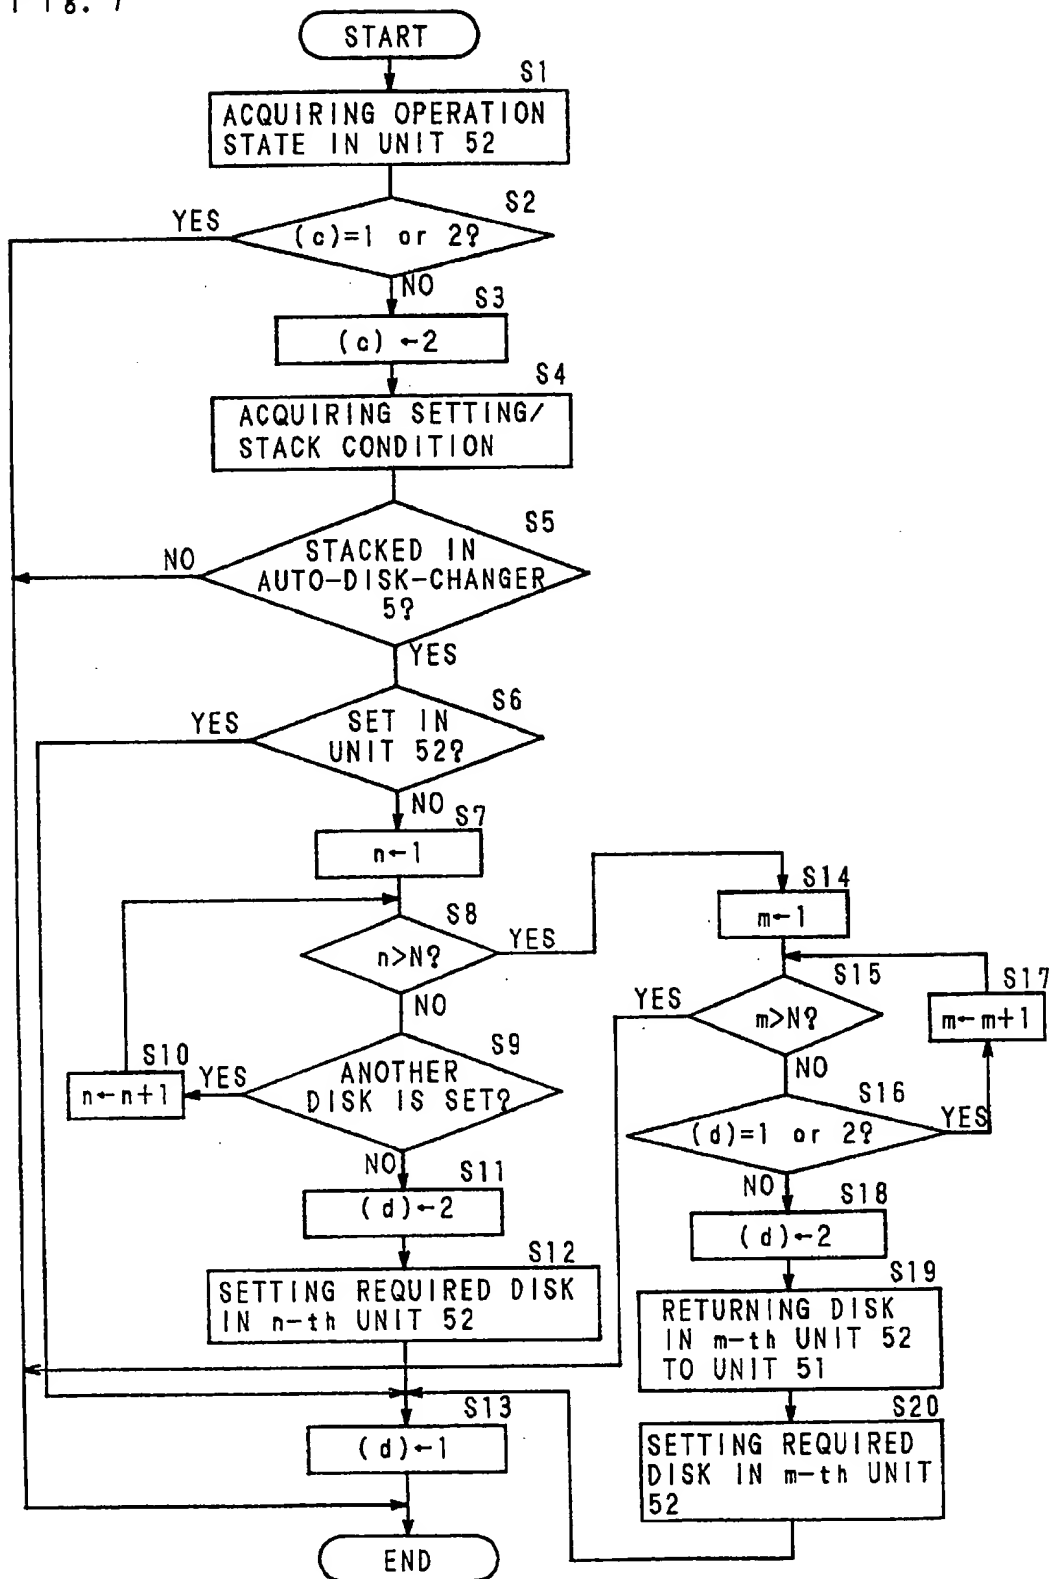 Fig. 7
START
S1
ACQUIRING OPERATION
STATE IN UNIT 52
S2
YES
(c)=1 or 2?
NO
S3
(c) ←2
S4
ACQUIRING SETTING/
STACK CONDITION
S5
NO
STACKED IN
AUTO-DISK-CHANGER
5?
YES
S6
YES
SET IN
UNIT 52?
NO
S7
n←1
S8
n>N?
YES
NO
S9
ANOTHER
DISK IS SET?
YES
S10
n←n+1
NO
S11
(d)←2
S12
SETTING REQUIRED DISK
IN n-th UNIT 52
S13
(d)←1
END
S14
m←1
S15
YES
m>N?
NO
S17
m←m+1
S16
(d)=1 or 2?
YES
NO
S18
(d)←2
S19
RETURNING DISK
IN m-th UNIT 52
TO UNIT 51
S20
SETTING REQUIRED
DISK IN m-th UNIT
52